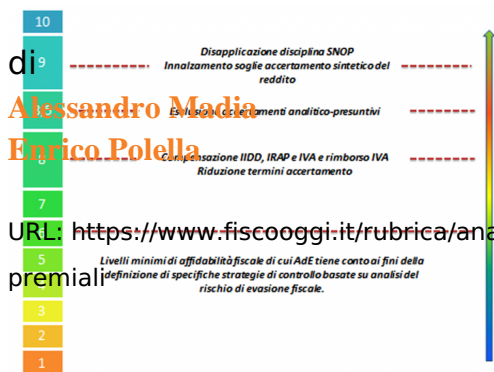 10
Disapplicazione disciplina SNOP
Innalzamento soglie accertamento sintetico del
reddito
9
di
Esclusione accertamenti analitico-presuntivi
Alessandro Madia
Enrico Polella
Compensazione IIDD, IRAP e IVA e rimborso IVA
8
Riduzione termini accertamento
7
URL: https://www.fiscooggi.it/rubrica/ana
5
Livelli minimi di affidabilità fiscale di cui AdE tiene conto ai fini della
definizione di specifiche strategie di controllo basate su analisi del
premiali
rischio di evasione fiscale.
3
2
1